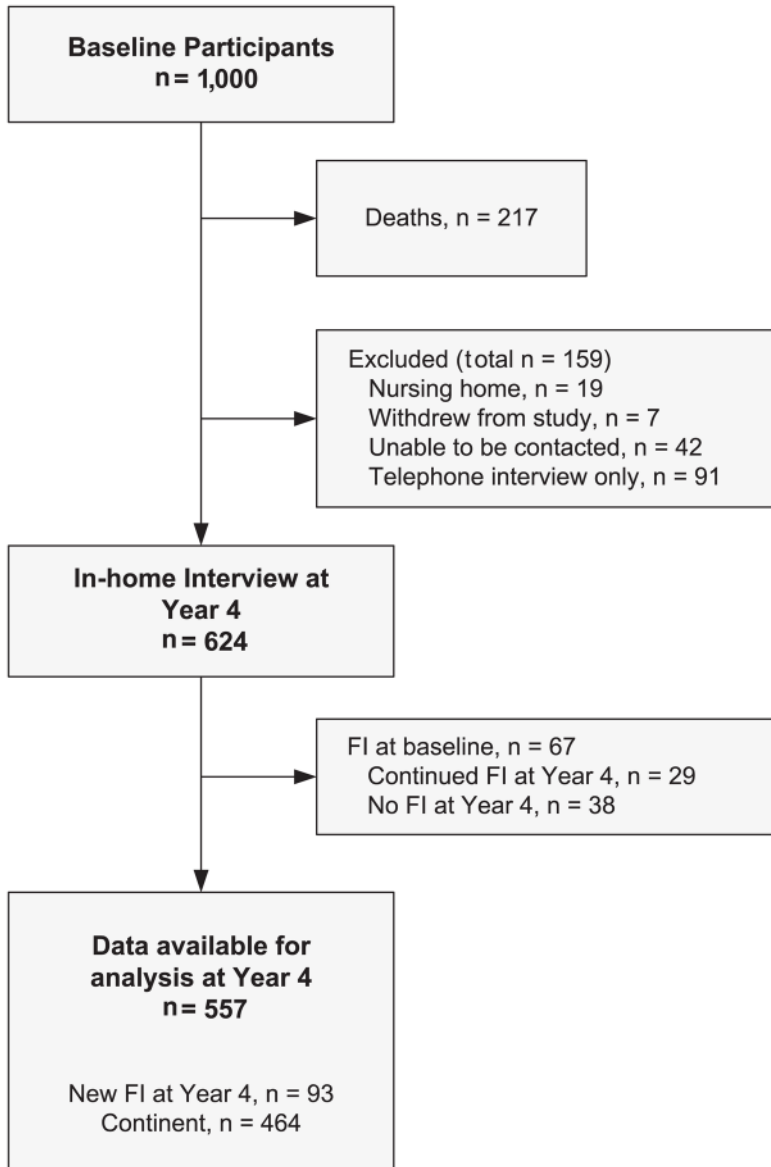 Baseline Participants
n = 1,000
Deaths, n = 217
Excluded (total n = 159)
Nursing home, n = 19
Withdrew from study, n = 7
Unable to be contacted, n = 42
Telephone interview only, n = 91
In-home Interview at
Year 4
n = 624
FI at baseline, n = 67
Continued FI at Year 4, n = 29
No FI at Year 4, n = 38
Data available for
analysis at Year 4
n = 557
New FI at Year 4, n = 93
Continent, n = 464